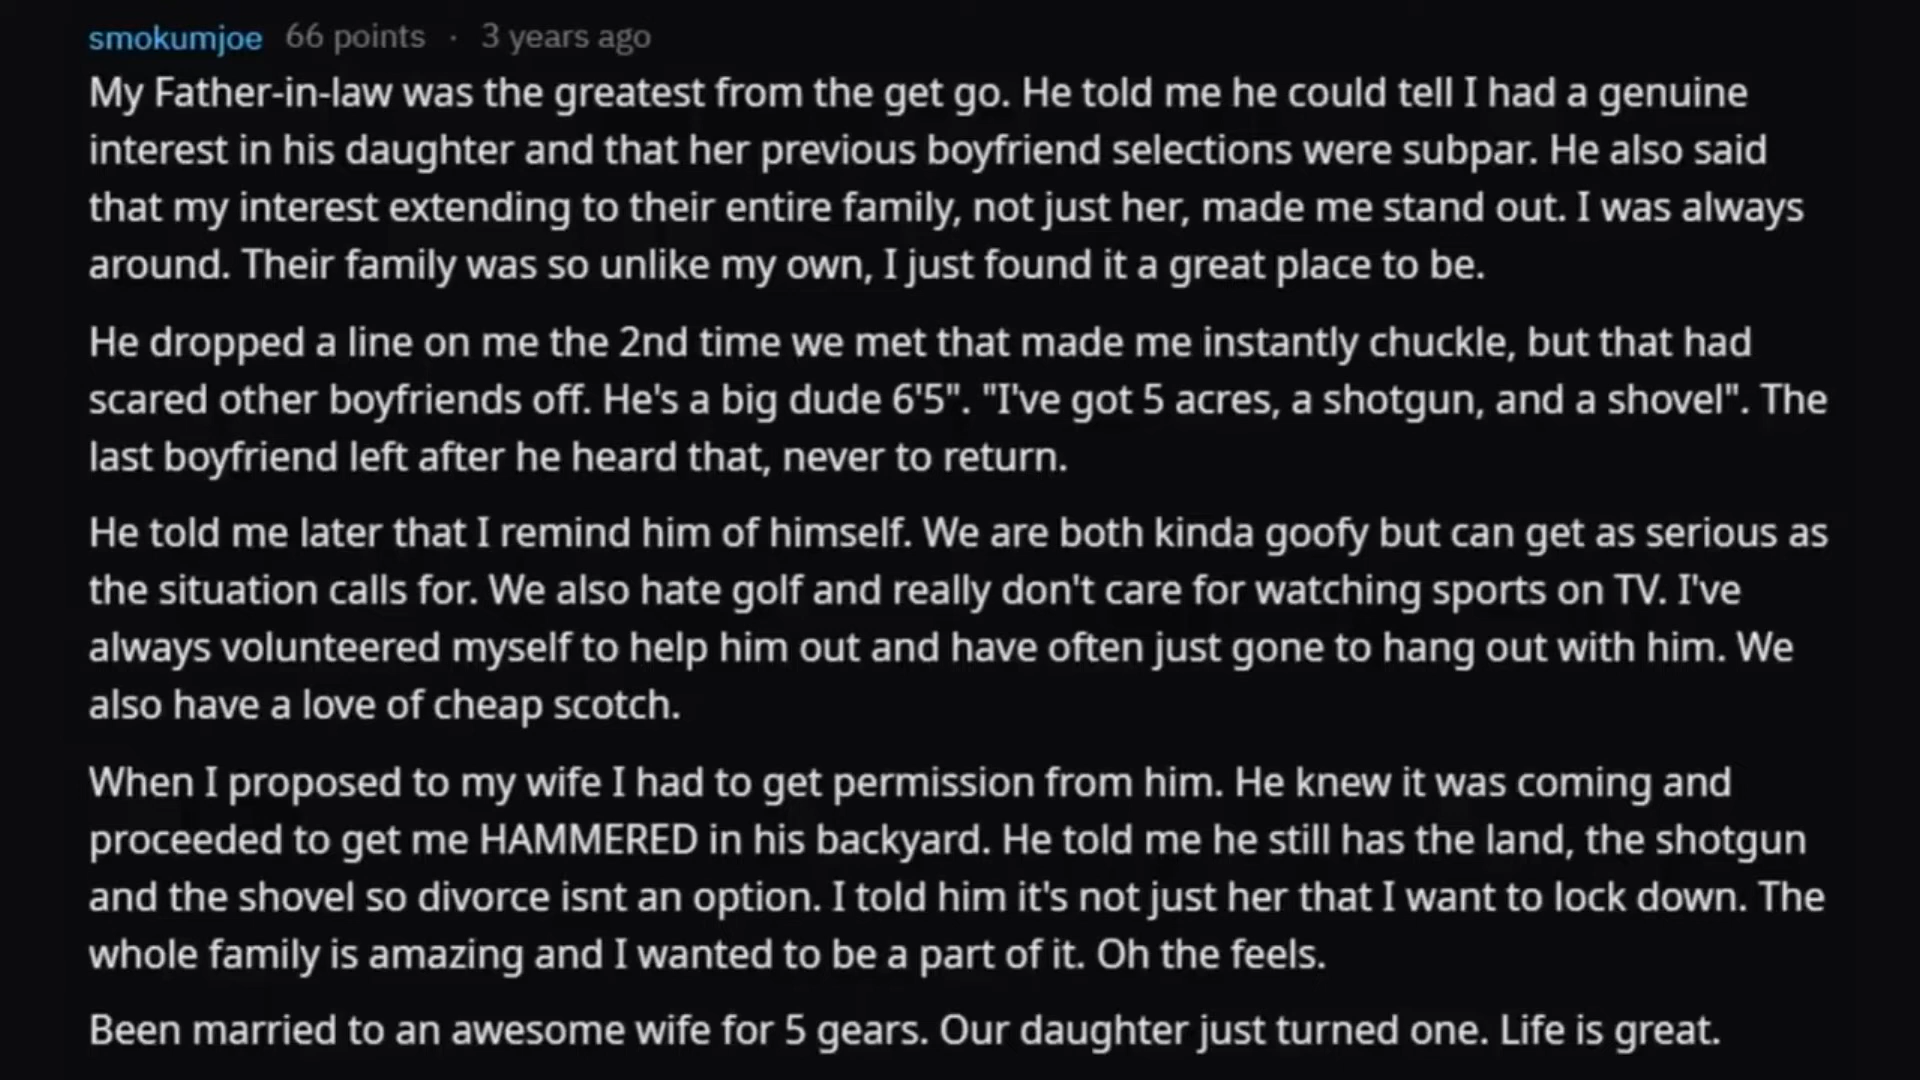 smokumjoe 66 points · 3 years ago
My Father-in-law was the greatest from the get go. He told me he could tell I had a genuine
interest in his daughter and that her previous boyfriend selections were subpar. He also said
that my interest extending to their entire family, not just her, made me stand out. I was always
around. Their family was so unlike my own, I just found it a great place to be.
He dropped a line on me the 2nd time we met that made me instantly chuckle, but that had
scared other boyfriends off. He's a big dude 6'5". "I've got 5 acres, a shotgun, and a shovel". The
last boyfriend left after he heard that, never to return.
He told me later that I remind him of himself. We are both kinda goofy but can get as serious as
the situation calls for. We also hate golf and really don't care for watching sports on TV. I've
always volunteered myself to help him out and have often just gone to hang out with him. We
also have a love of cheap scotch.
When I proposed to my wife I had to get permission from him. He knew it was coming and
proceeded to get me HAMMERED in his backyard. He told me he still has the land, the shotgun
and the shovel so divorce isnt an option. I told him it's not just her that I want to lock down. The
whole family is amazing and I wanted to be a part of it. Oh the feels.
Been married to an awesome wife for 5 gears. Our daughter just turned one. Life is great.